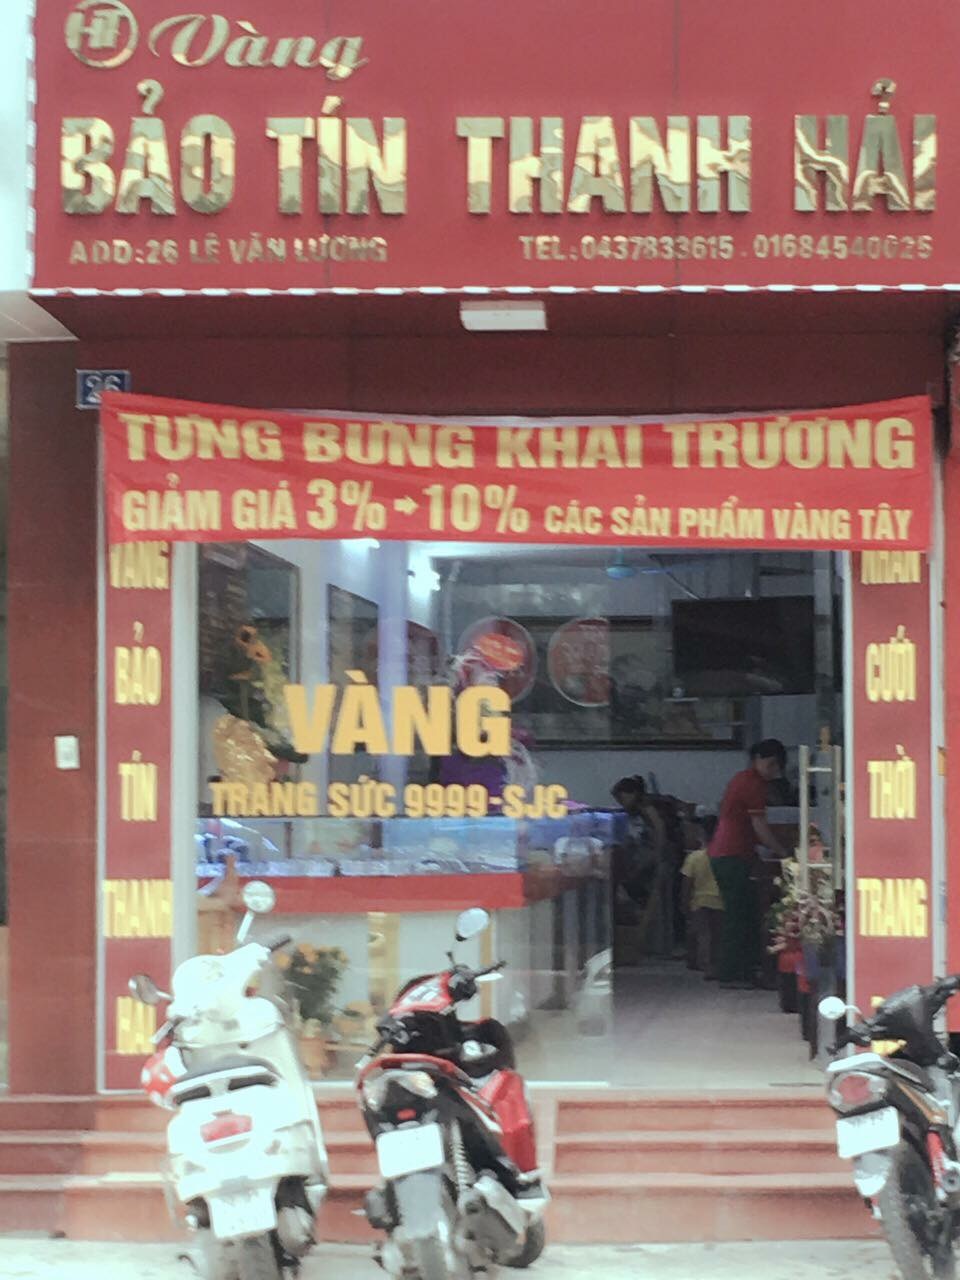 HT Vàng
BẢO TÍN THANH HẢI
ADD:26 LÊ VĂN LƯƠNG
TEL:0437833615.01684540025
26
TƯNG BỪNG KHAI TRƯƠNG
GIẢM GIÁ 3% → 10% CÁC SẢN PHẨM VÀNG TÂY
VÀNG
BẢO
TÍN
THANH
HẢI
VÀNG
TRANG SỨC 9999-SJC
NHẪN
CƯỚI
THỜI
TRANG